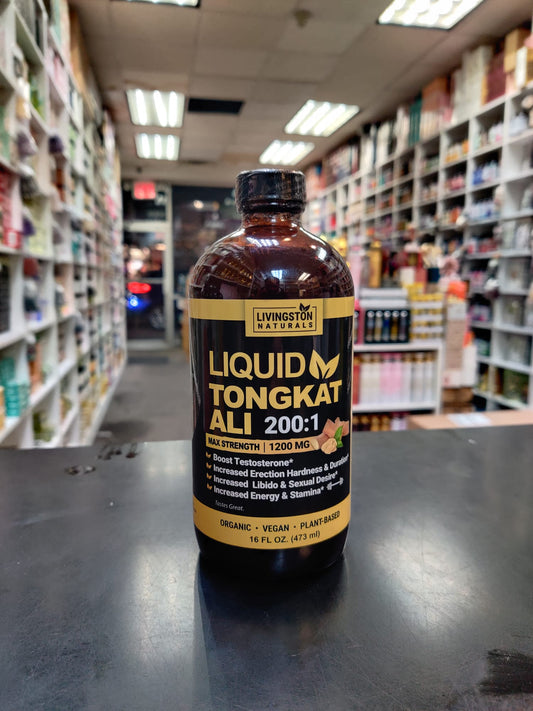 LIVINGSTON
NATURALS
LIQUID
TONGKAT
ALI 200:1
MAX STRENGTH | 1200 MG
Boost Testosterone*
Increased Erection Hardness & Duration*
Increased Libido & Sexual Desire*
Increased Energy & Stamina*
Tastes Great.
ORGANIC • VEGAN • PLANT-BASED
16 FL OZ. (473 ml)